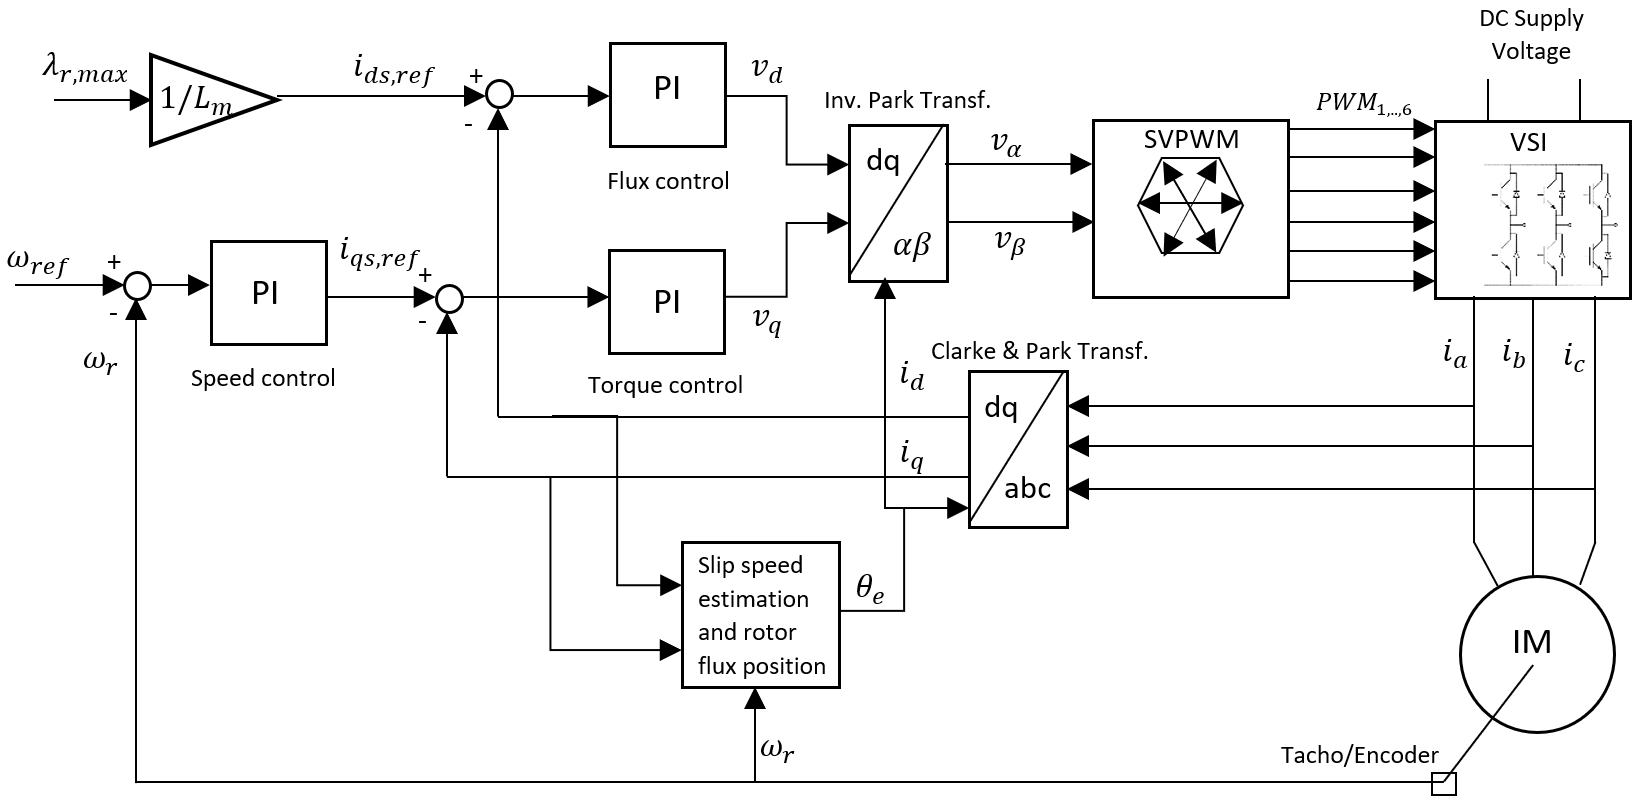 DC Supply
Voltage
λr,max
1/Lm
ids,ref
+
-
PI
vd
Flux control
Inv. Park Transf.
dq
αβ
vα
vβ
SVPWM
PWM1,..,6
VSI
ωref
+
-
ωr
PI
Speed control
iqs,ref
+
-
PI
vq
Torque control
Clarke & Park Transf.
id
iq
dq
abc
ia
ib
ic
Slip speed
estimation
and rotor
flux position
θe
ωr
IM
Tacho/Encoder